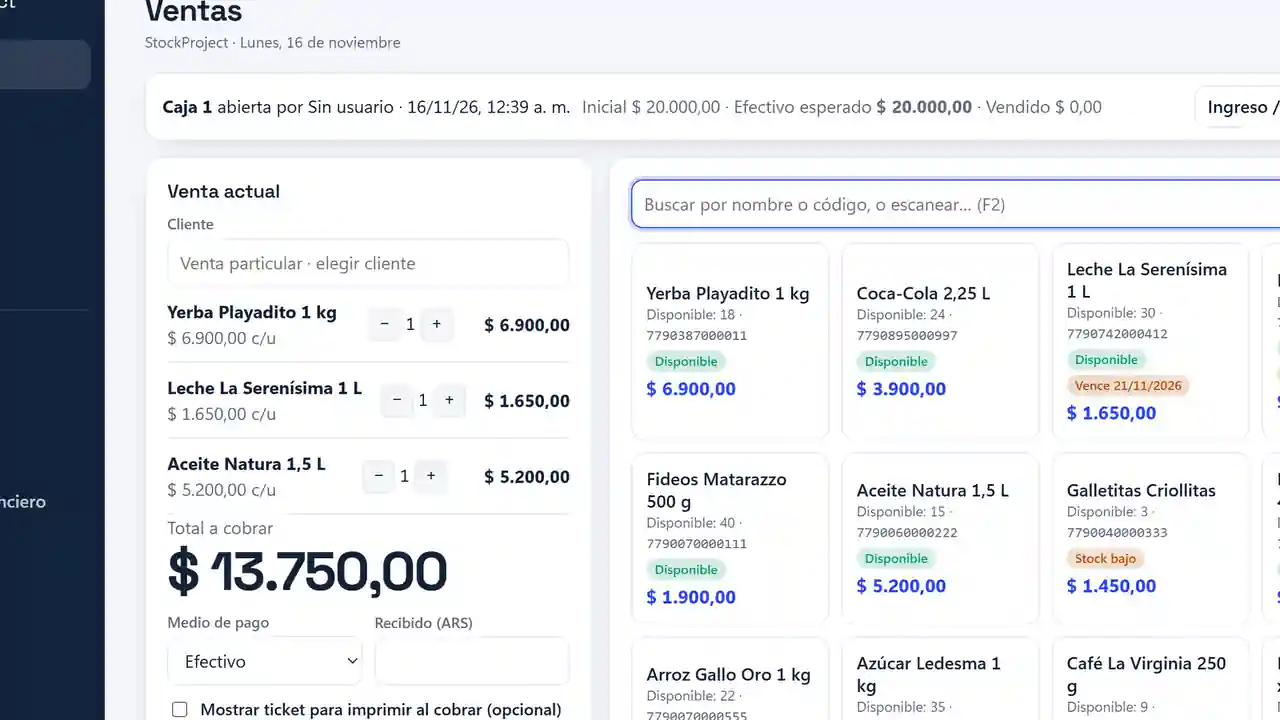 Ventas
StockProject · Lunes, 16 de noviembre
Caja 1 abierta por Sin usuario · 16/11/26, 12:39 a. m. Inicial $ 20.000,00 · Efectivo esperado $ 20.000,00 · Vendido $ 0,00
Ingreso /
Venta actual
Cliente
Venta particular · elegir cliente
Yerba Playadito 1 kg
$ 6.900,00 c/u
− 1 +
$ 6.900,00
Leche La Serenísima 1 L
$ 1.650,00 c/u
− 1 +
$ 1.650,00
Aceite Natura 1,5 L
$ 5.200,00 c/u
− 1 +
$ 5.200,00
Total a cobrar
$ 13.750,00
Medio de pago
Efectivo
Recibido (ARS)
Mostrar ticket para imprimir al cobrar (opcional)
Buscar por nombre o código, o escanear... (F2)
Yerba Playadito 1 kg
Disponible: 18 ·
7790387000011
Disponible
$ 6.900,00
Coca-Cola 2,25 L
Disponible: 24 ·
7790895000997
Disponible
$ 3.900,00
Leche La Serenísima
1 L
Disponible: 30 ·
7790742000412
Disponible
Vence 21/11/2026
$ 1.650,00
Fideos Matarazzo
500 g
Disponible: 40 ·
7790070000111
Disponible
$ 1.900,00
Aceite Natura 1,5 L
Disponible: 15 ·
7790060000222
Disponible
$ 5.200,00
Galletitas Criollitas
Disponible: 3 ·
7790040000333
Stock bajo
$ 1.450,00
Arroz Gallo Oro 1 kg
Disponible: 22 ·
7790070000555
Azúcar Ledesma 1
kg
Disponible: 35 ·
Café La Virginia 250
g
Disponible: 9 ·
nciero